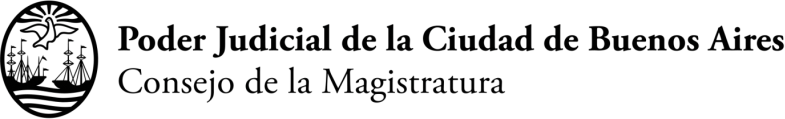 Poder Judicial de la Ciudad de Buenos Aires
Consejo de la Magistratura